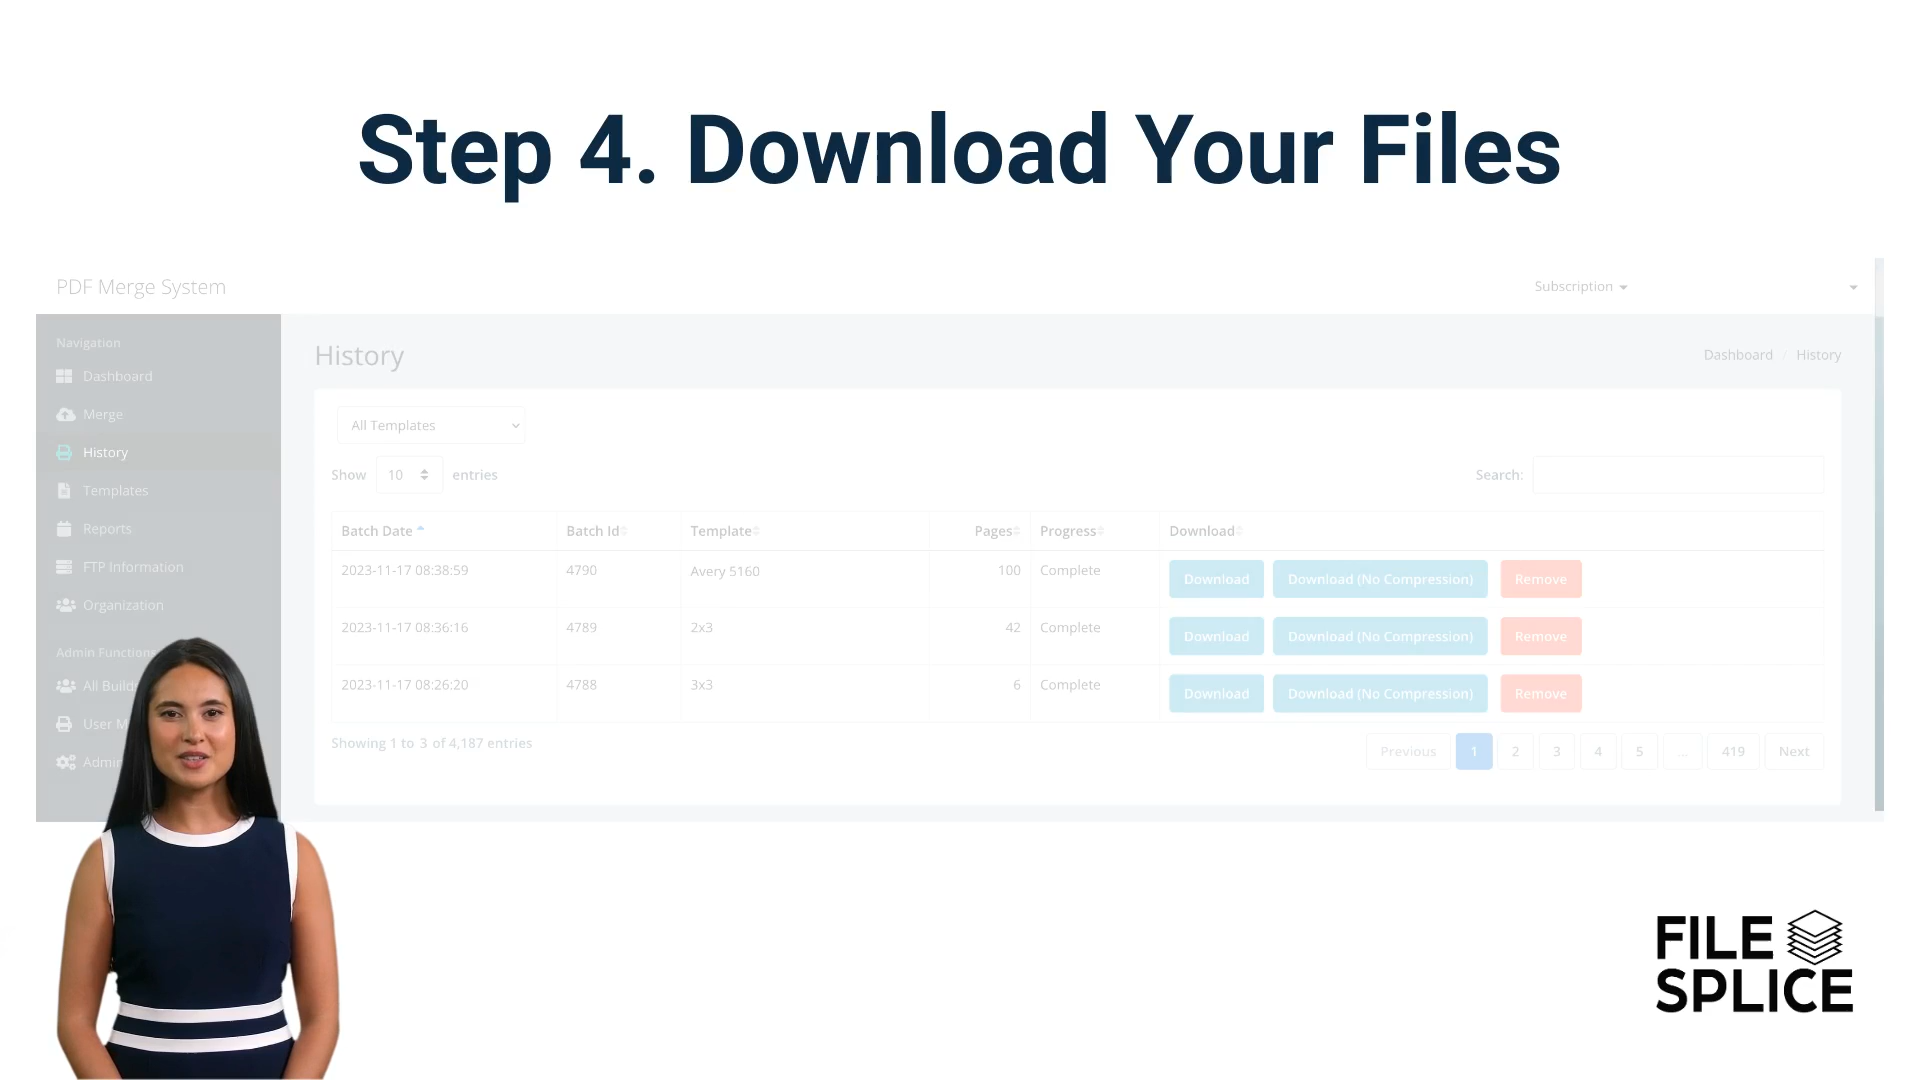 Step 4. Download Your Files
PDF Merge System
Subscription
Navigation
Dashboard
Merge
History
Templates
Reports
FTP Information
Organization
Admin Functions
All Build
User M
Admin
History
Dashboard / History
All Templates
Show 10 entries
Search:
Batch Date Batch Id Template Pages Progress Download
2023-11-17 08:38:59 4790 Avery 5160 100 Complete Download Download (No Compression) Remove
2023-11-17 08:36:16 4789 2x3 42 Complete Download Download (No Compression) Remove
2023-11-17 08:26:20 4788 3x3 6 Complete Download Download (No Compression) Remove
Showing 1 to 3 of 4,187 entries
Previous 1 2 3 4 5 ... 419 Next
FILE
SPLICE